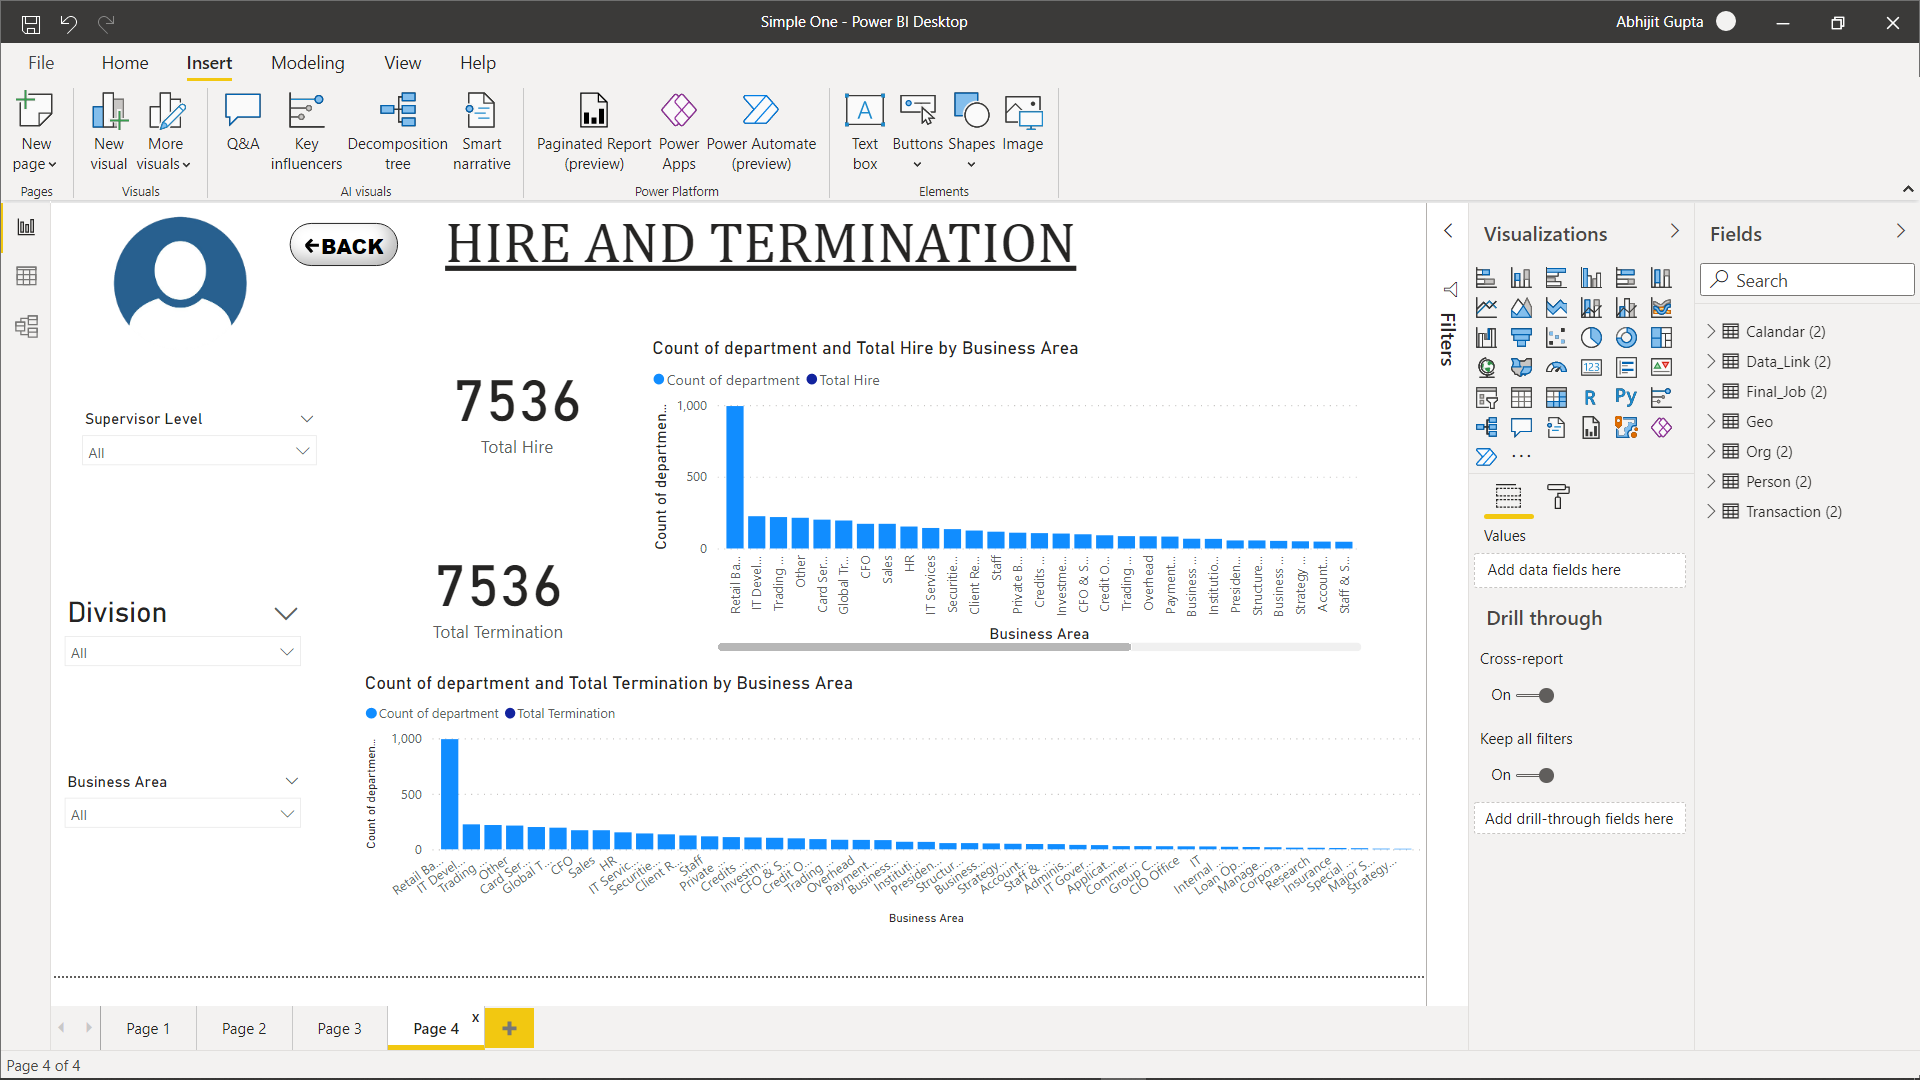 Simple One - Power BI Desktop
Abhijit Gupta
File
Home
Insert
Modeling
View
Help
New page
New visual
More visuals
Q&A
Key influencers
Decomposition tree
Smart narrative
Paginated Report (preview)
Power Apps
Power Automate (preview)
Text box
Buttons
Shapes
Image
Pages
Visuals
AI visuals
Power Platform
Elements
←BACK
HIRE AND TERMINATION
Supervisor Level
All
Division
All
Business Area
All
7536
Total Hire
7536
Total Termination
Count of department and Total Hire by Business Area
Count of department
Total Hire
Count of departmen...
1,000
500
0
Retail Ba...
IT Devel...
Trading ...
Other
Card Ser...
Global Tr...
CFO
Sales
HR
IT Services
Securitie...
Client Re...
Staff
Private B...
Credits ...
Investme...
CFO & S...
Credit O...
Trading ...
Overhead
Payment...
Business ...
Institutio...
Presiden...
Structure...
Business ...
Strategy ...
Account...
Staff & S...
Business Area
Count of department and Total Termination by Business Area
Count of department
Total Termination
Count of departmen...
1,000
500
0
Retail Ba...
IT Devel...
Trading ...
Other
Card Ser...
Global T...
CFO
Sales
HR
IT Servic...
Securitie...
Client R...
Staff
Private ...
Credits ...
Investm...
CFO & S...
Credit O...
Trading ...
Overhead
Payment...
Business...
Instituti...
Presiden...
Structur...
Business...
Strategy...
Account...
Staff & ...
Adminis...
IT Gover...
Applicat...
Commer...
Group C...
CIO Office
IT
Internal ...
Loan Op...
Manage...
Corpora...
Research
Insurance
Special ...
Major S...
Strategy...
Business Area
Filters
Visualizations
123
R
Py
Values
Add data fields here
Drill through
Cross-report
On
Keep all filters
On
Add drill-through fields here
Fields
Search
Calandar (2)
Data_Link (2)
Final_Job (2)
Geo
Org (2)
Person (2)
Transaction (2)
Page 1
Page 2
Page 3
Page 4
x
+
Page 4 of 4